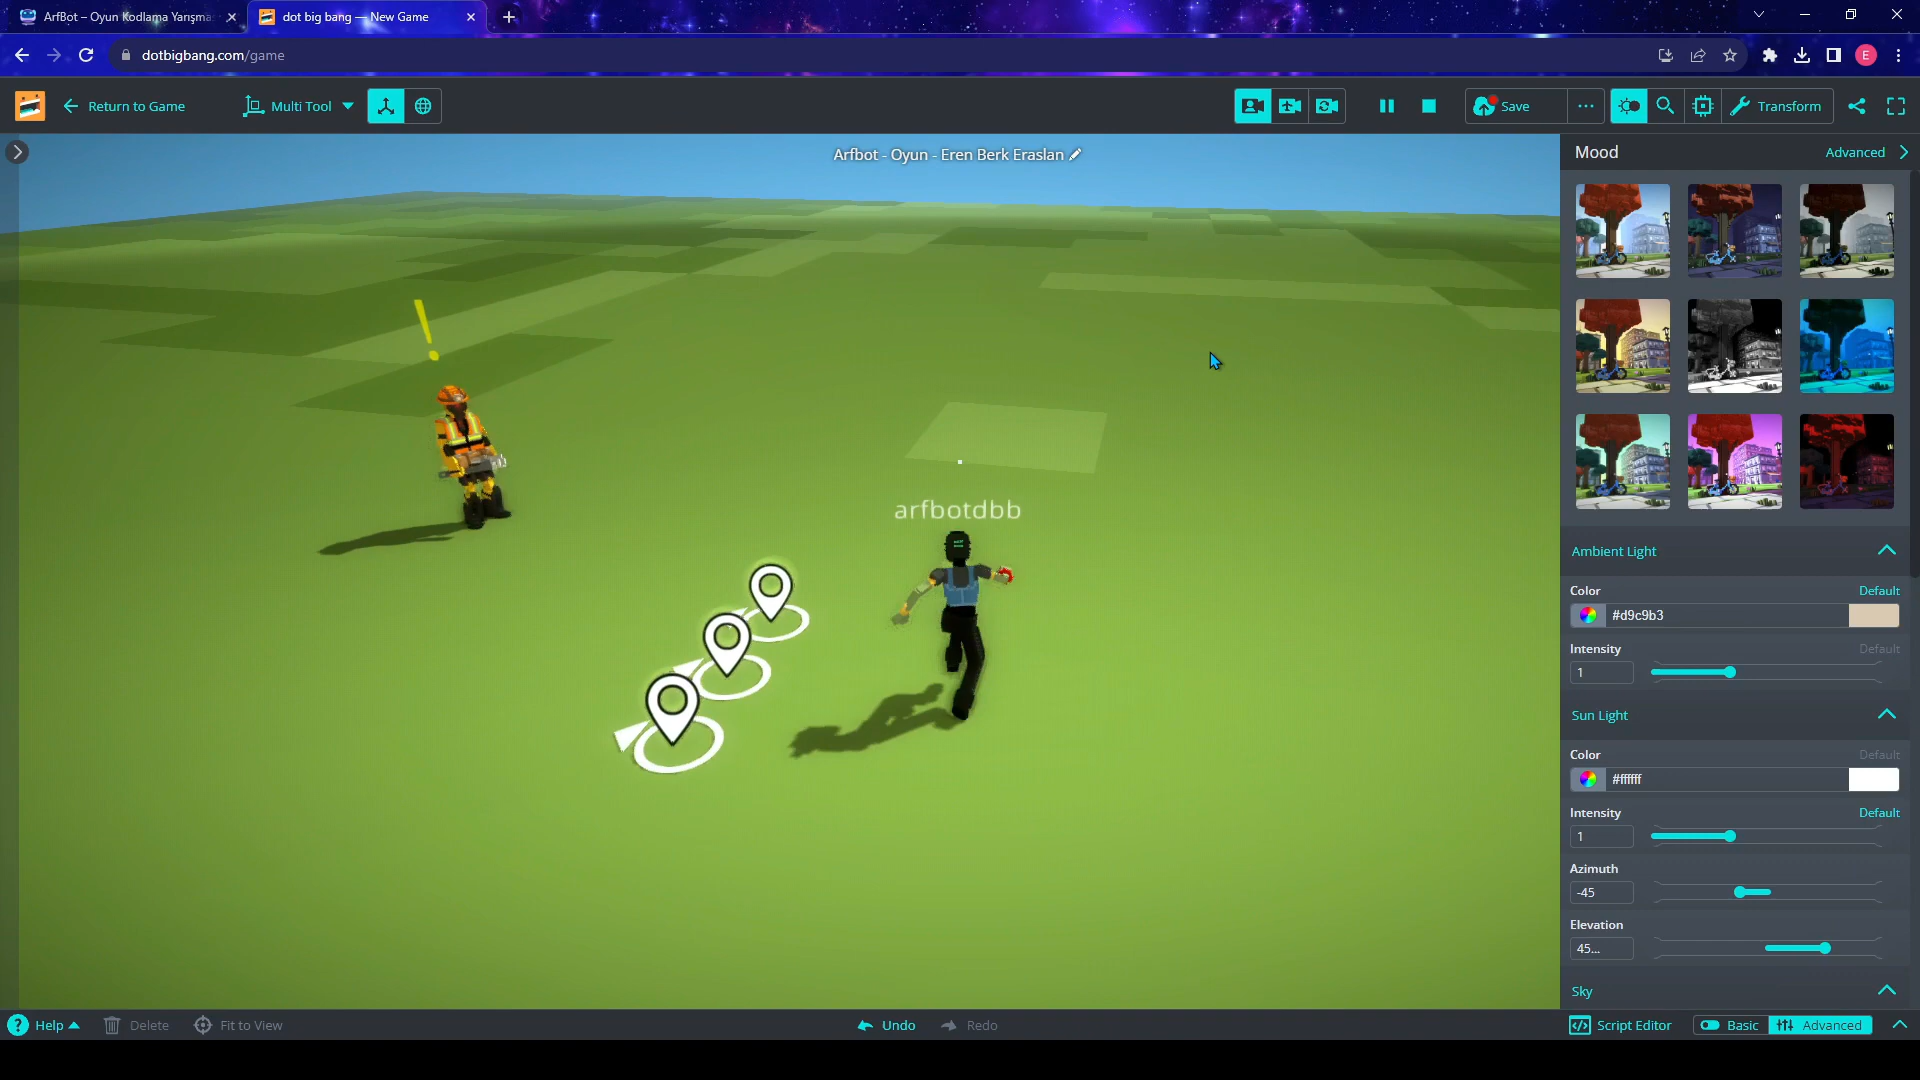 ArfBot – Oyun Kodlama Yarışma
dot big bang — New Game
dotbigbang.com/game
E
Return to Game
Multi Tool
Save
Transform
Arfbot - Oyun - Eren Berk Eraslan
Mood
Advanced
arfbotdbb
Ambient Light
Color
Default
#d9c9b3
Intensity
Default
1
Sun Light
Color
Default
#ffffff
Intensity
Default
1
Azimuth
-45
Elevation
45...
Sky
Help
Delete
Fit to View
Undo
Redo
Script Editor
Basic
Advanced